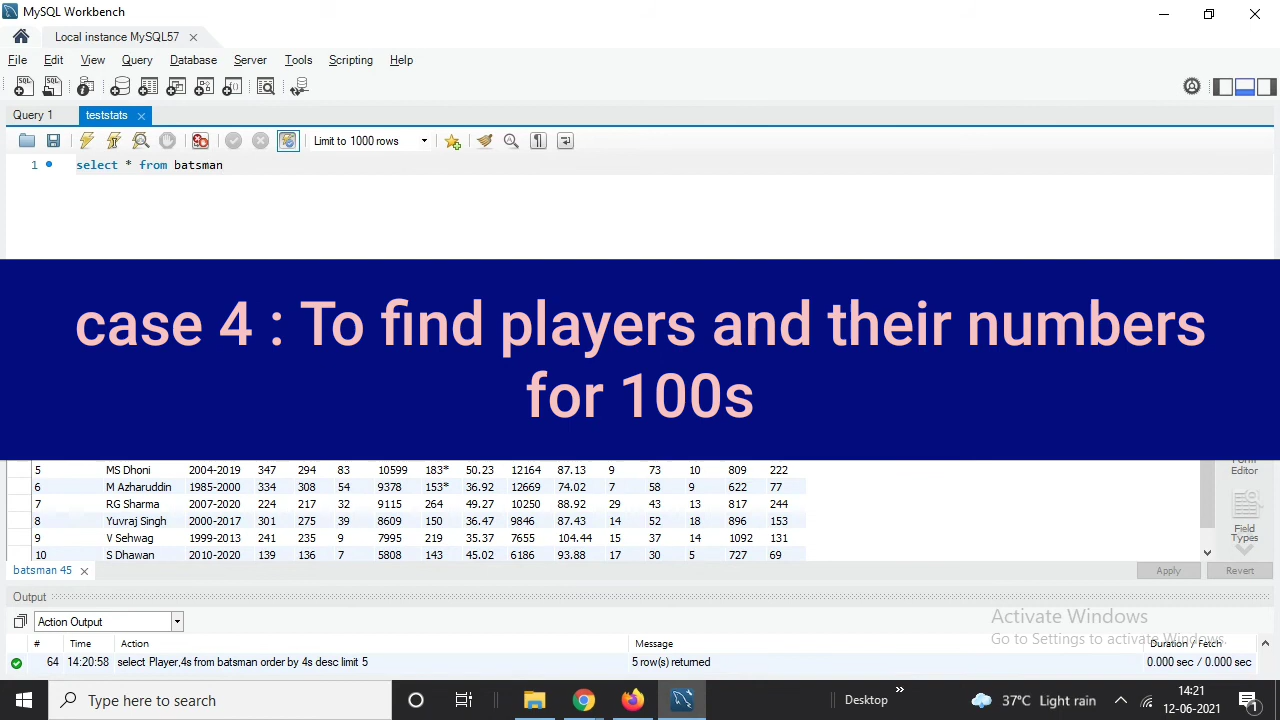 MySQL Workbench
Local instance MySQL57
File Edit View Query Database Server Tools Scripting Help
Query 1 teststats
Limit to 1000 rows
1 select * from batsman
case 4 : To find players and their numbers
for 100s
5 MS Dhoni 2004-2019 347 294 83 10599 183* 50.23 12164 87.13 9 73 10 809 222
Editor
6 M Azharuddin 1985-2000 334 308 54 9378 153* 36.92 12669 74.02 7 58 9 622 77
7 RG Sharma 2007-2020 224 217 32 9115 264 49.27 10250 88.92 29 43 13 817 244
8 Yuvraj Singh 2000-2017 301 275 39 8609 150 36.47 9846 87.43 14 52 18 896 153
9 V Sehwag 1999-2013 241 235 9 7995 219 35.37 7655 104.44 15 37 14 1092 131
10 S Dhawan 2010-2020 139 136 7 5808 143 45.02 6186 93.88 17 30 5 727 69
Field
Types
batsman 45
Apply Revert
Output
Action Output
Activate Windows
Go to Settings to activate Windows.
# Time Action Message Duration / Fetch
64 14:20:58 select Player,4s from batsman order by 4s desc limit 5 5 row(s) returned 0.000 sec / 0.000 sec
Type here to search
Desktop
37°C Light rain
14:21
12-06-2021
1